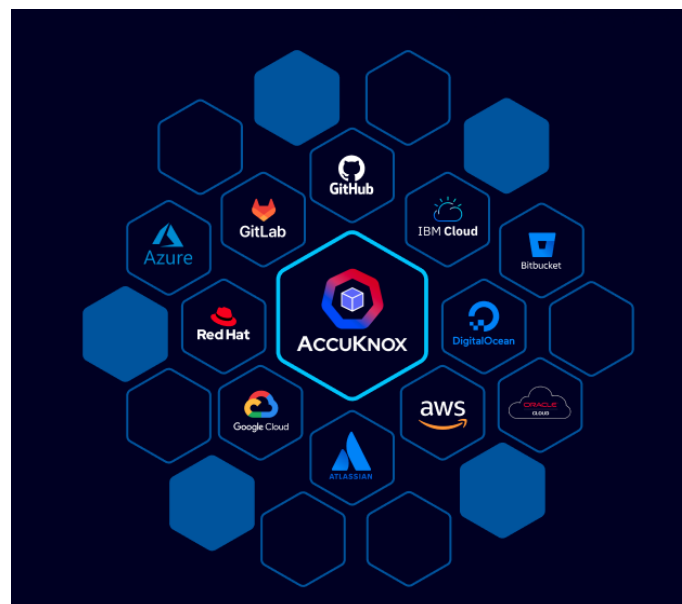 GitHub
GitLab
IBM Cloud
Azure
Bitbucket
Red Hat
ACCUKNOX
DigitalOcean
Google Cloud
aws
ORACLE
CLOUD
ATLASSIAN